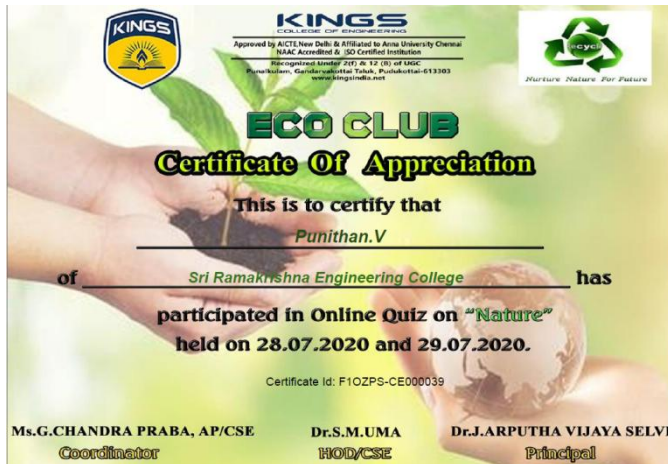 KINGS
KINGS
COLLEGE OF ENGINEERING
Approved by AICTE,New Delhi & Affiliated to Anna University Chennai
NAAC Accredited & ISO Certified Institution
Recognized Under 2(f) & 12 (B) of UGC
Punalkulam, Gandarvakottai Taluk, Pudukottai-613303
www.kingsindia.net
ecycl
Nurture Nature For Future
ECO CLUB
Certificate Of Appreciation
This is to certify that
Punithan.V
of Sri Ramakrishna Engineering College has
participated in Online Quiz on “Nature”
held on 28.07.2020 and 29.07.2020.
Certificate Id: F1OZPS-CE000039
Ms.G.CHANDRA PRABA, AP/CSE Dr.S.M.UMA Dr.J.ARPUTHA VIJAYA SELVI
Coordinator HOD/CSE Principal